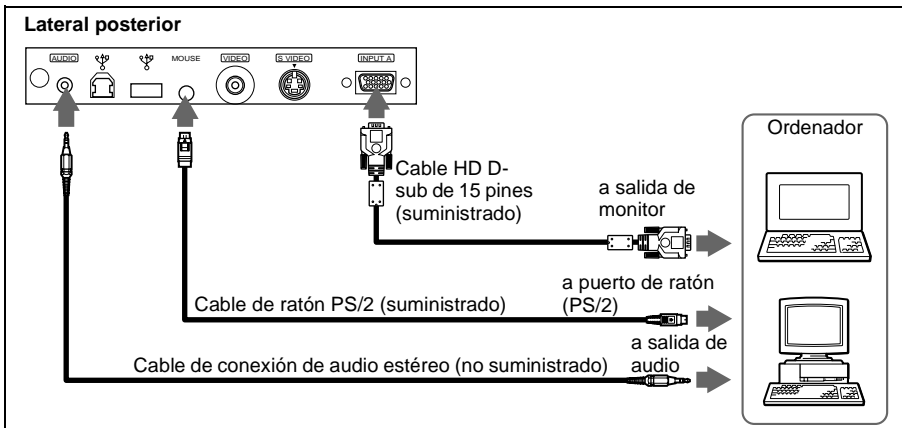 Lateral posterior
AUDIO
MOUSE
VIDEO
S VIDEO
INPUT A
Ordenador
Cable HD D-
sub de 15 pines
(suministrado)
a salida de
monitor
a puerto de ratón
(PS/2)
Cable de ratón PS/2 (suministrado)
a salida de
audio
Cable de conexión de audio estéreo (no suministrado)